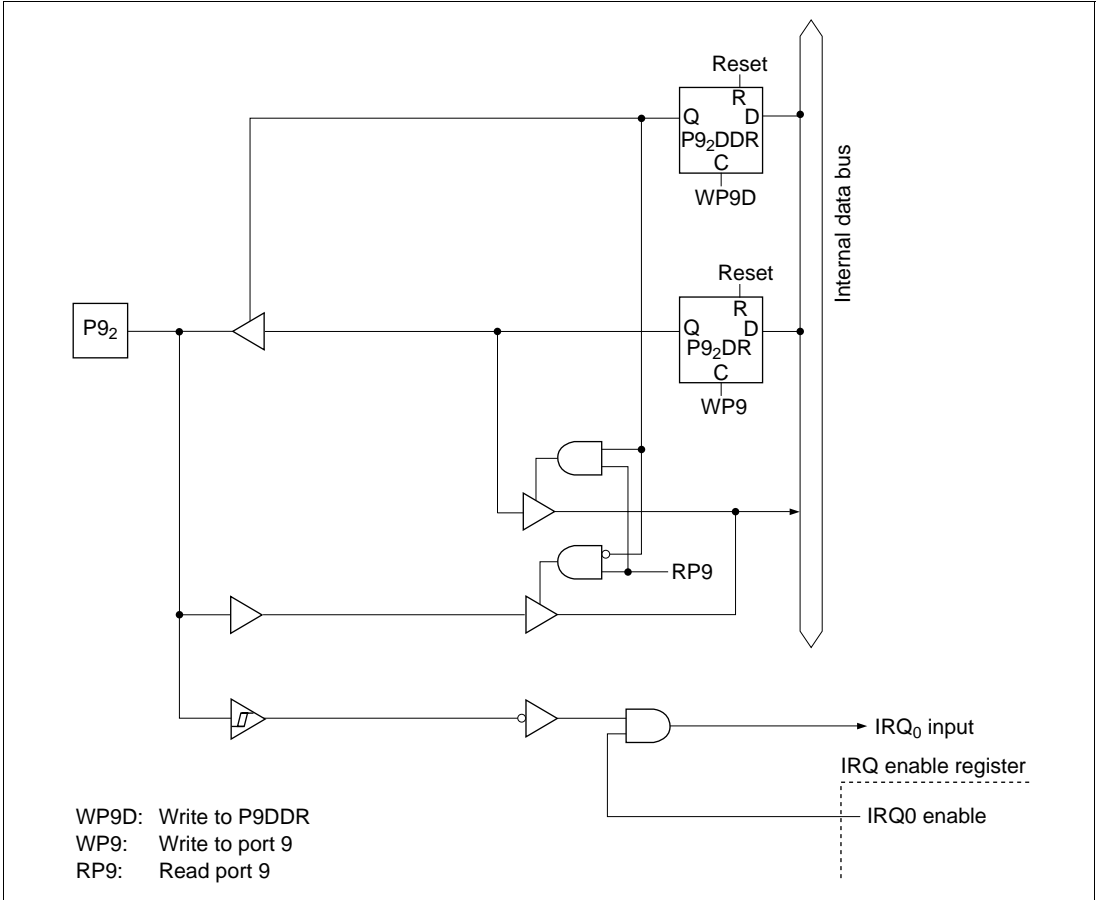 Reset
R
Q D
P92DDR
C
WP9D
Internal data bus
Reset
R
P92
Q D
P92DR
C
WP9
RP9
IRQ0 input
IRQ enable register
IRQ0 enable
WP9D: Write to P9DDR
WP9: Write to port 9
RP9: Read port 9